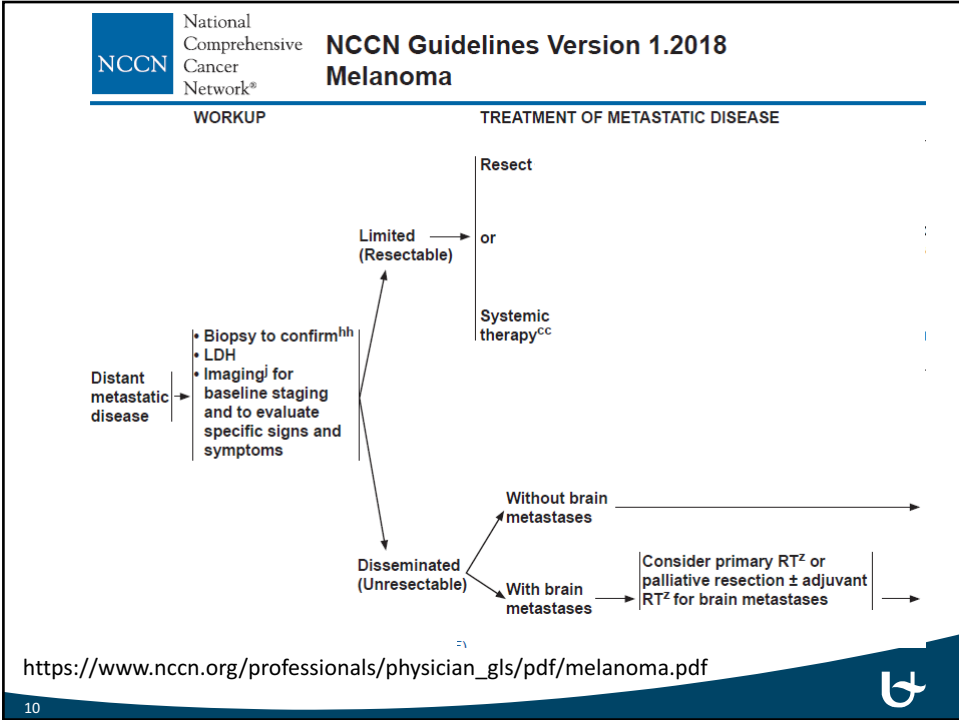 NCCN
National
Comprehensive
Cancer
Network®
NCCN Guidelines Version 1.2018
Melanoma
WORKUP
TREATMENT OF METASTATIC DISEASE
Distant
metastatic
disease
• Biopsy to confirmhh
• LDH
• Imagingj for
baseline staging
and to evaluate
specific signs and
symptoms
Limited
(Resectable)
Resect
or
Systemic
therapycc
Disseminated
(Unresectable)
Without brain
metastases
With brain
metastases
Consider primary RTz or
palliative resection ± adjuvant
RTz for brain metastases
https://www.nccn.org/professionals/physician_gls/pdf/melanoma.pdf
10